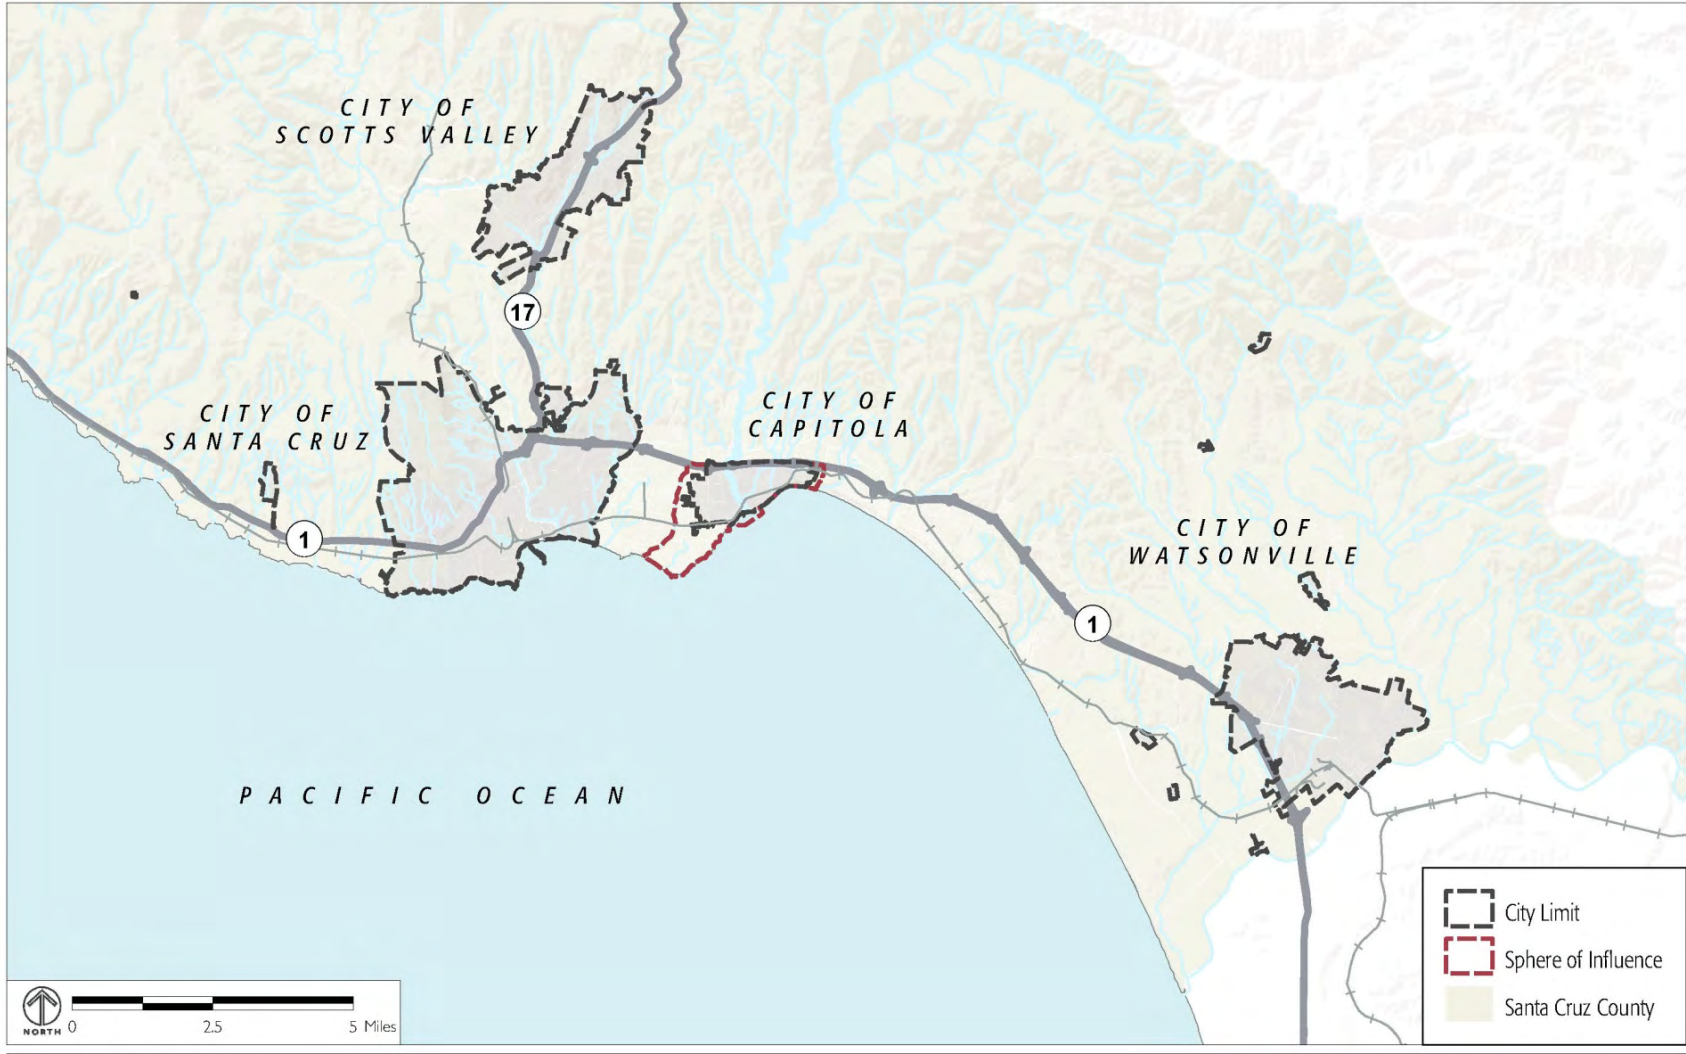 CITY OF
SCOTTS VALLEY
17
CITY OF
SANTA CRUZ
CITY OF
CAPITOLA
1
CITY OF
WATSONVILLE
1
PACIFIC OCEAN
City Limit
Sphere of Influence
Santa Cruz County
NORTH
0 2.5 5 Miles